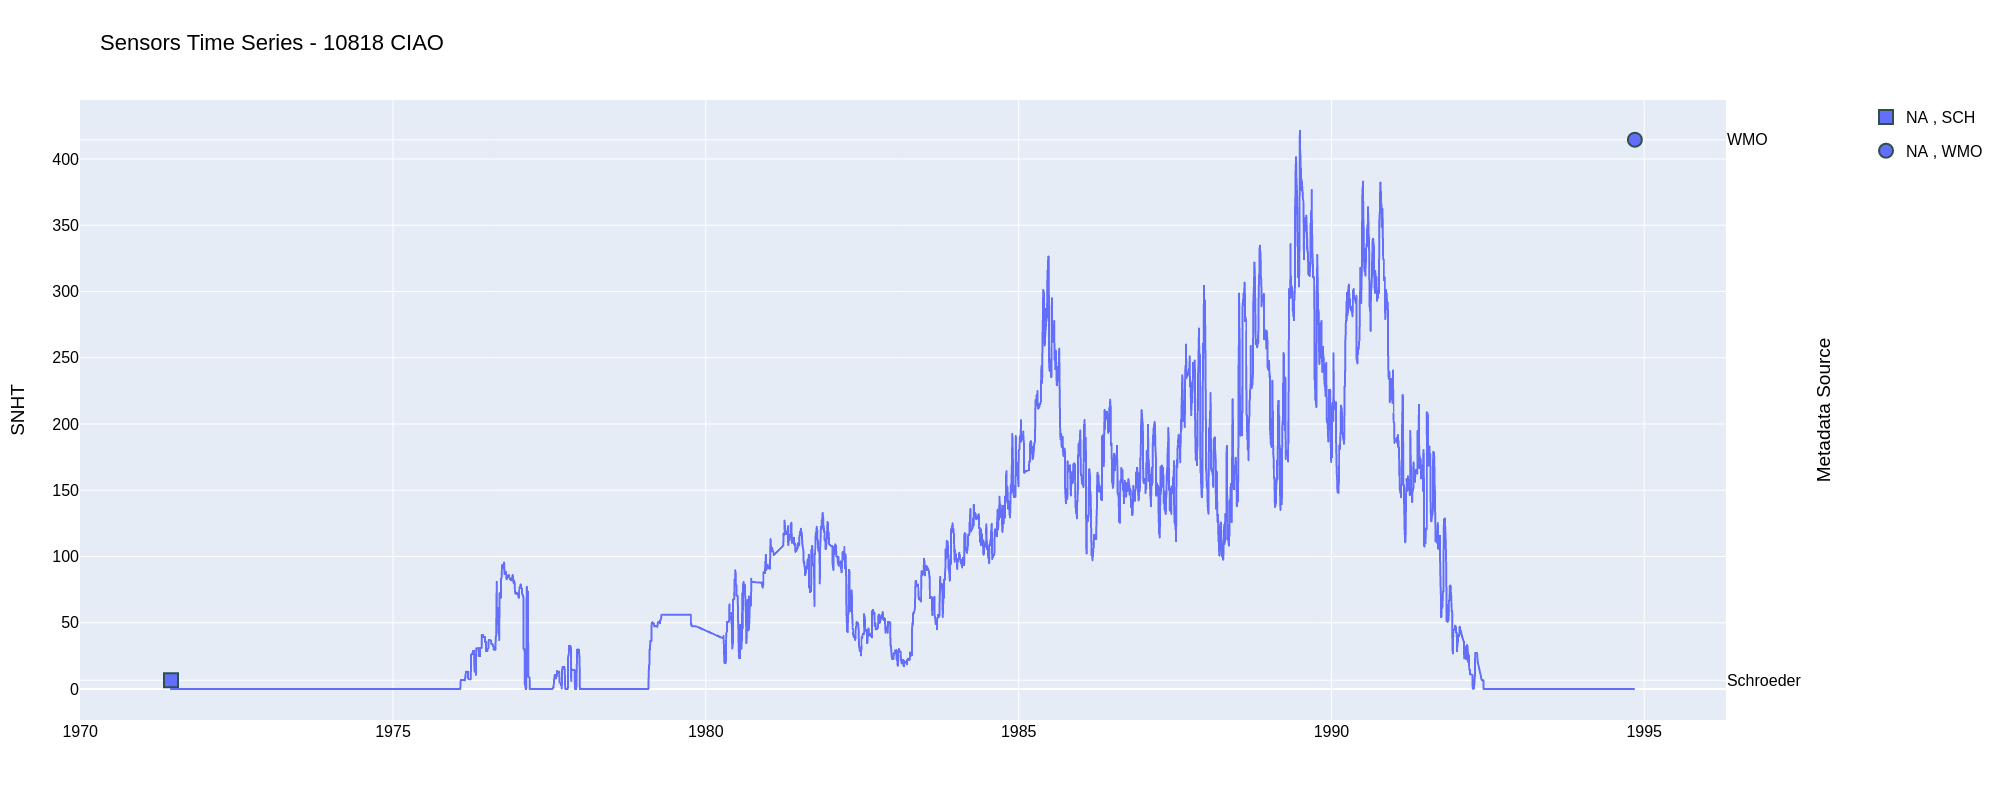 Sensors Time Series - 10818 CIAO
NA , SCH
NA , WMO
WMO
Schroeder
Metadata Source
SNHT
400
350
300
250
200
150
100
50
0
1970
1975
1980
1985
1990
1995